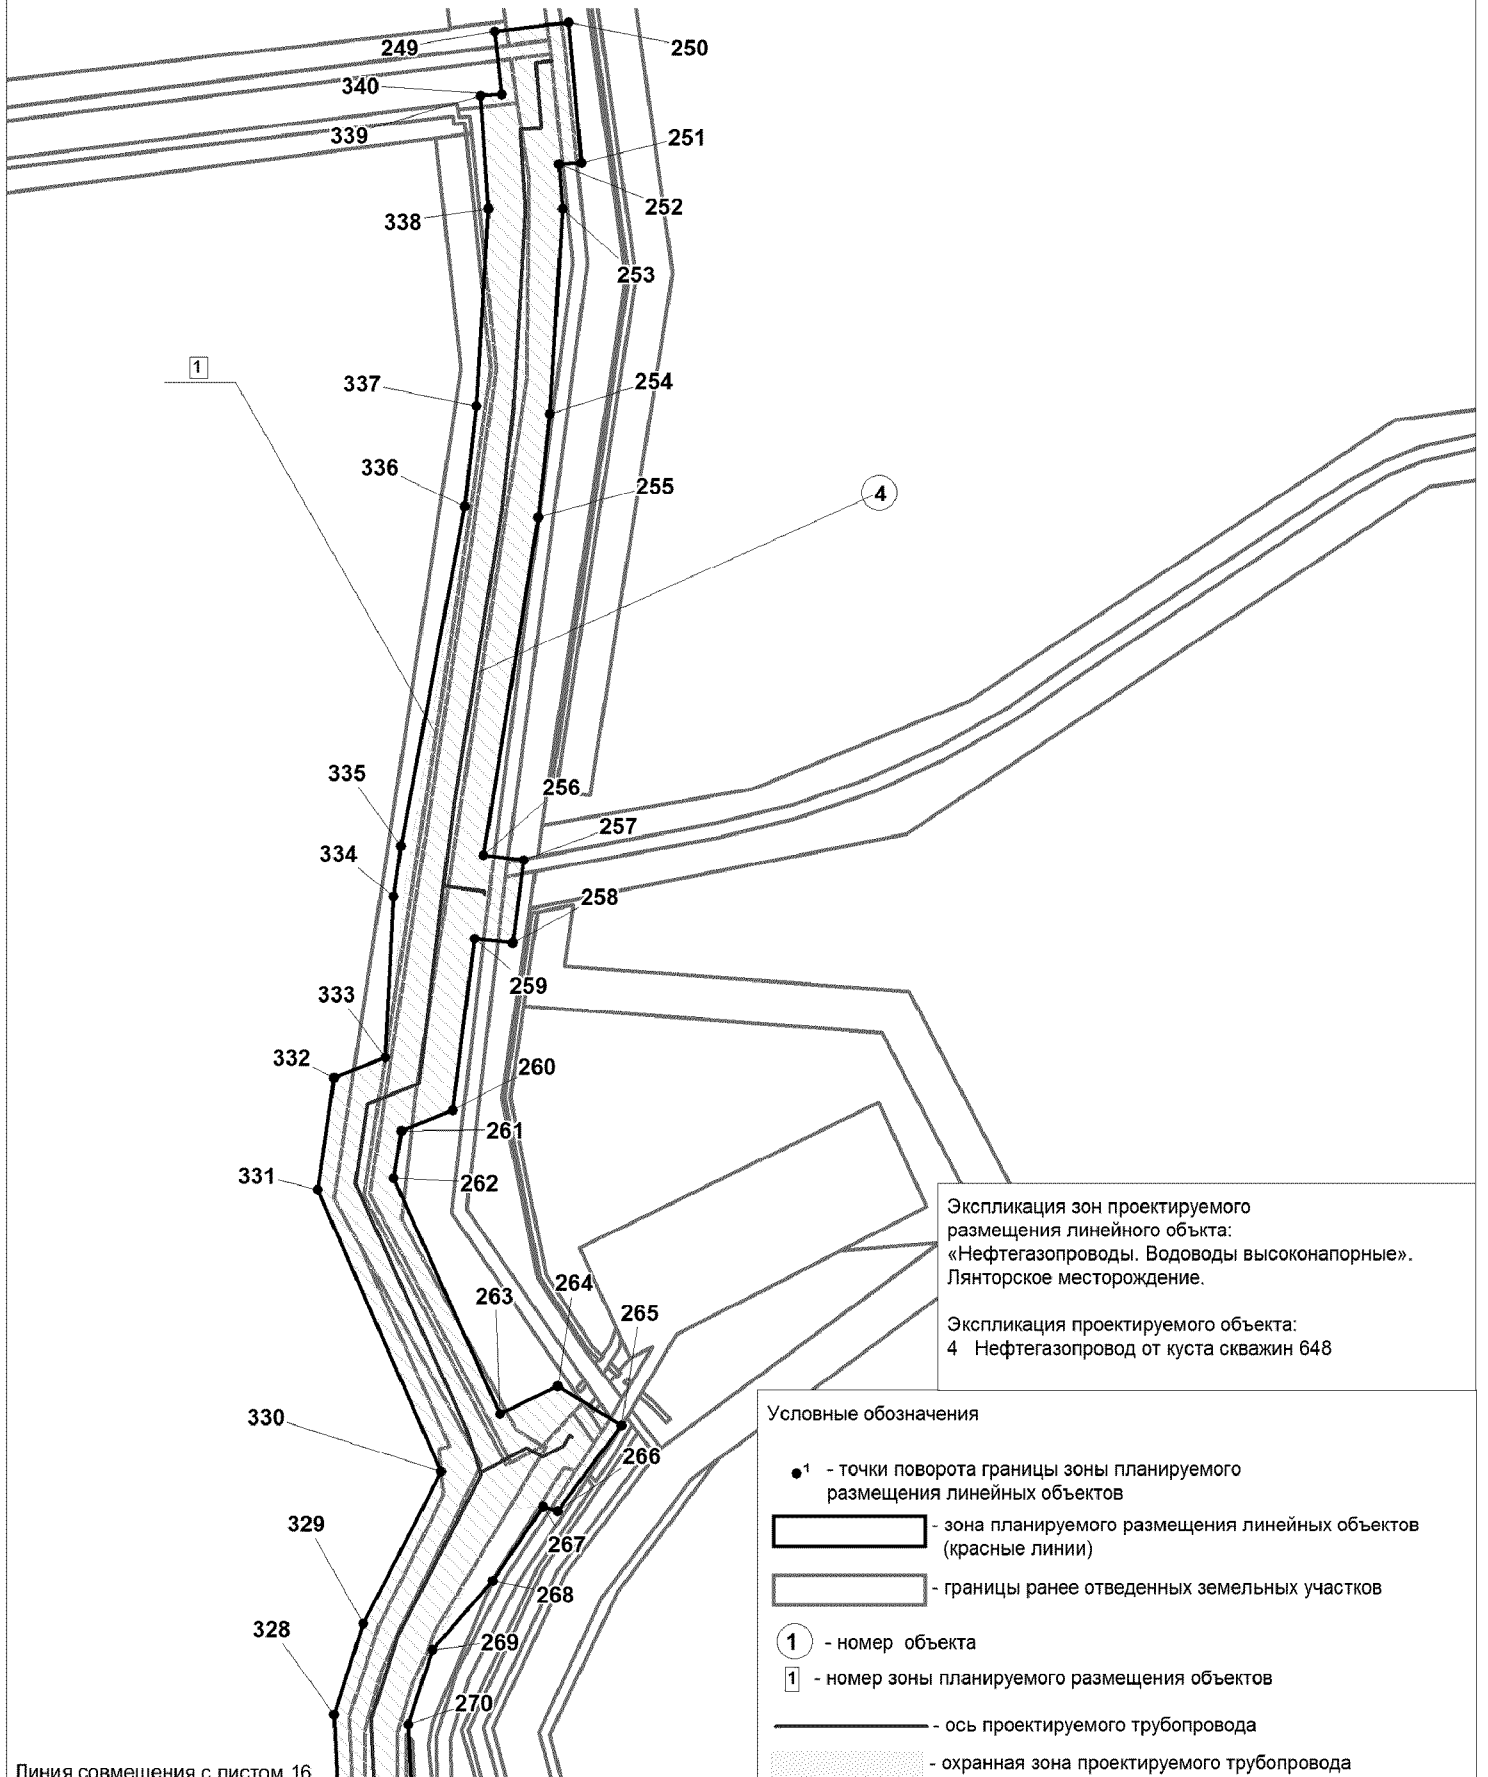 249
250
340
339
251
338
252
253
1
337
254
336
255
4
335
256
257
334
258
259
333
332
260
261
331
262
263
264
265
330
266
329
267
268
328
269
270
Экспликация зон проектируемого
размещения линейного объкта:
«Нефтегазопроводы. Водоводы высоконапорные».
Лянторское месторождение.
Экспликация проектируемого объекта:
4 Нефтегазопровод от куста скважин 648
Условные обозначения
1 - точки поворота границы зоны планируемого
размещения линейных объектов
- зона планируемого размещения линейных объектов
(красные линии)
- границы ранее отведенных земельных участков
1 - номер объекта
1 - номер зоны планируемого размещения объектов
- ось проектируемого трубопровода
- охранная зона проектируемого трубопровода
Линия совмещения с листом 16